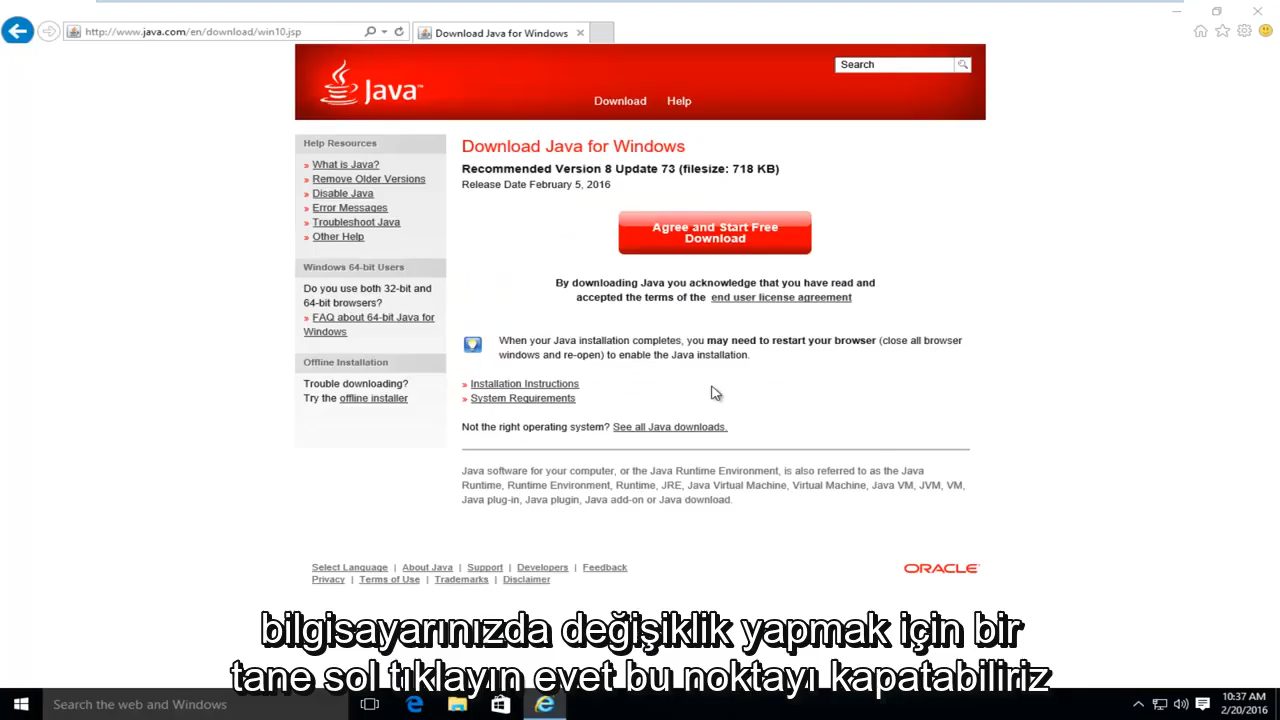 http://www.java.com/en/download/win10.jsp
Download Java for Windows
Java™
Search
Download Help
Help Resources
» What is Java?
» Remove Older Versions
» Disable Java
» Error Messages
» Troubleshoot Java
» Other Help
Windows 64-bit Users
Do you use both 32-bit and
64-bit browsers?
» FAQ about 64-bit Java for
Windows
Offline Installation
Trouble downloading?
Try the offline installer
Download Java for Windows
Recommended Version 8 Update 73 (filesize: 718 KB)
Release Date February 5, 2016
Agree and Start Free
Download
By downloading Java you acknowledge that you have read and
accepted the terms of the end user license agreement
When your Java installation completes, you may need to restart your browser (close all browser
windows and re-open) to enable the Java installation.
» Installation Instructions
» System Requirements
Not the right operating system? See all Java downloads.
Java software for your computer, or the Java Runtime Environment, is also referred to as the Java
Runtime, Runtime Environment, Runtime, JRE, Java Virtual Machine, Virtual Machine, Java VM, JVM, VM,
Java plug-in, Java plugin, Java add-on or Java download.
Select Language | About Java | Support | Developers | Feedback
Privacy | Terms of Use | Trademarks | Disclaimer
ORACLE
bilgisayarınızda değişiklik yapmak için bir
tane sol tıklayın evet bu noktayı kapatabiliriz
Search the web and Windows
10:37 AM
2/20/2016